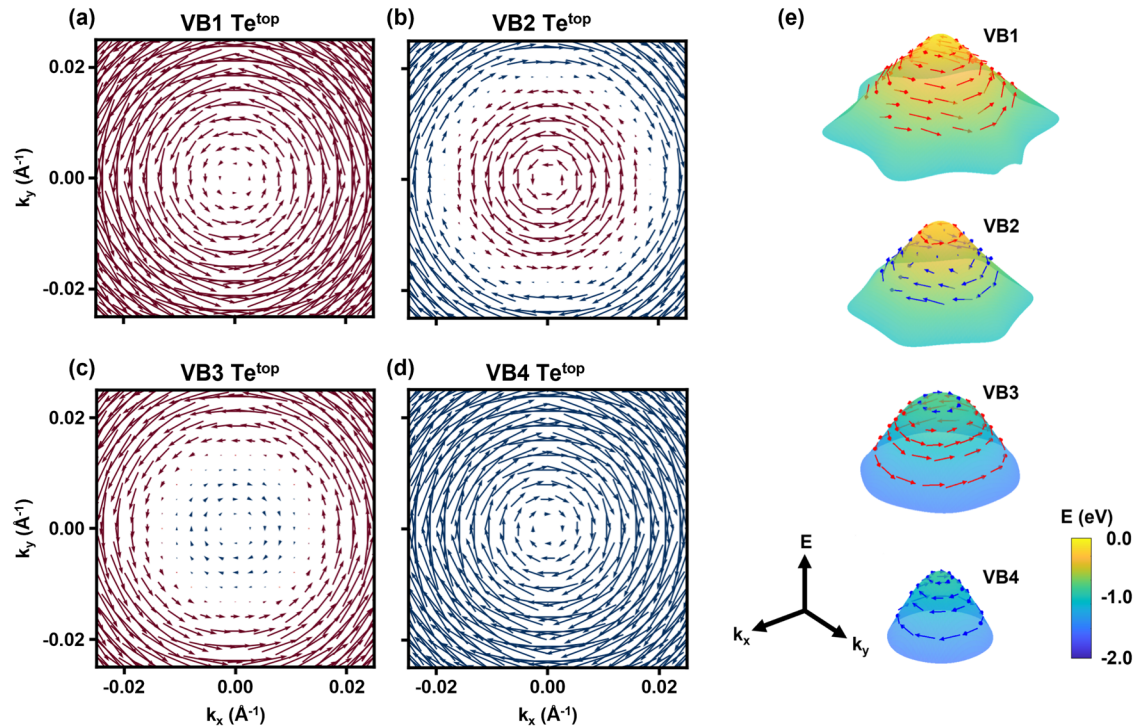 (a) VB1 Te^top
(b) VB2 Te^top
(e)
k_y (Å⁻¹)
0.02
0.00
-0.02
VB1
VB2
(c) VB3 Te^top
(d) VB4 Te^top
k_y (Å⁻¹)
0.02
0.00
-0.02
-0.02 0.00 0.02
k_x (Å⁻¹)
-0.02 0.00 0.02
k_x (Å⁻¹)
VB3
VB4
E
k_x
k_y
E (eV)
0.0
-1.0
-2.0